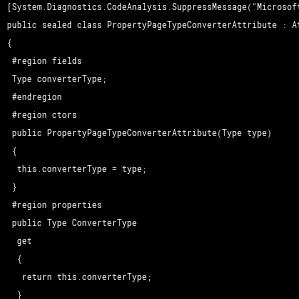 [System.Diagnostics.CodeAnalysis.SuppressMessage("Microsoft
public sealed class PropertyPageTypeConverterAttribute : At
{
#region fields
Type converterType;
#endregion
#region ctors
public PropertyPageTypeConverterAttribute(Type type)
{
this.converterType = type;
}
#region properties
public Type ConverterType
get
{
return this.converterType;
}